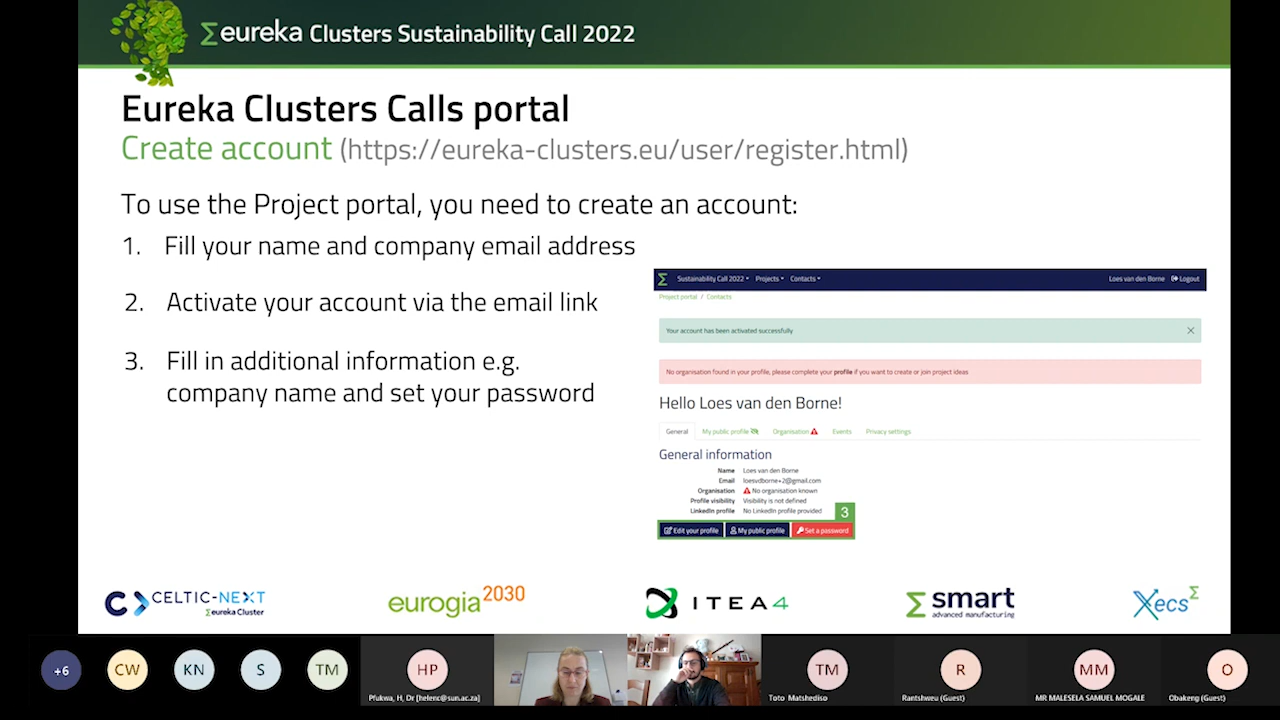 eureka Clusters Sustainability Call 2022
Eureka Clusters Calls portal
Create account (https://eureka-clusters.eu/user/register.html)
To use the Project portal, you need to create an account:
1. Fill your name and company email address
2. Activate your account via the email link
3. Fill in additional information e.g.
company name and set your password
Sustainability Call 2022 Projects Contacts Loes van den Borne Logout
Project portal / Contacts
Your account has been activated successfully
No organisation found in your profile, please complete your profile if you want to create or join project ideas
Hello Loes van den Borne!
General My public profile Organisation Events Privacy settings
General information
Name Loes van den Borne
Email loesvdborne+2@gmail.com
Organisation No organisation known
Profile visibility Visibility is not defined
LinkedIn profile No LinkedIn profile provided
3
Edit your profile My public profile Set a password
CELTIC-NEXT
eureka Cluster
eurogia 2030
ITEA4
smart
advanced manufacturing
Xecs
+6 CW KN S TM HP TM R MM O
Pfukwa, H, Dr [helenc@sun.ac.za] Toto Matshediso Rantshweu (Guest) MR MALESELA SAMUEL MOGALE Obakeng (Guest)